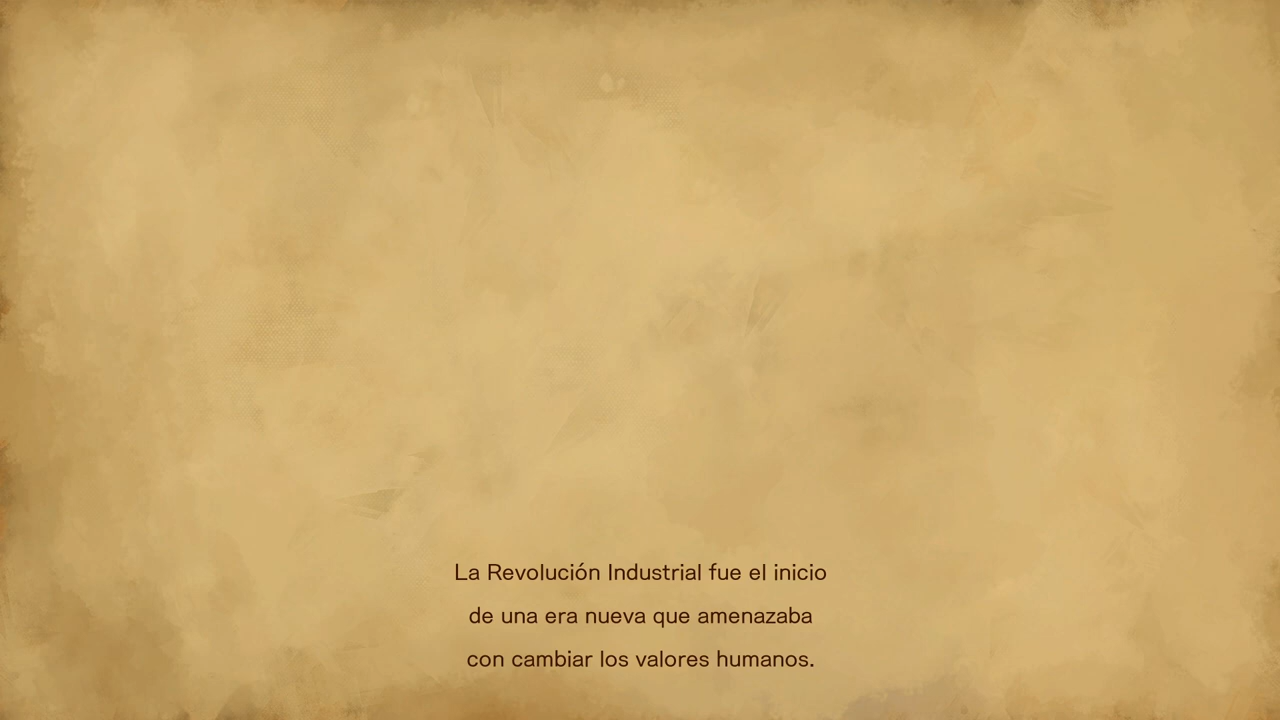 La Revolución Industrial fue el inicio
de una era nueva que amenazaba
con cambiar los valores humanos.